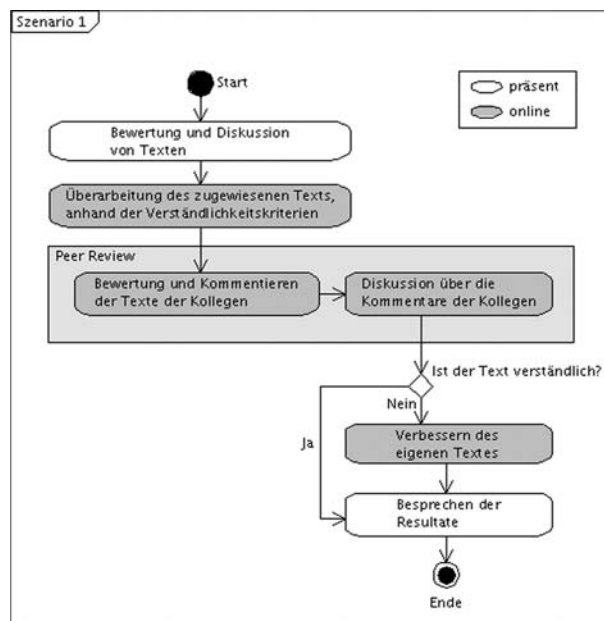 Szenario 1
Start
präsent
online
Bewertung und Diskussion
von Texten
Überarbeitung des zugewiesenen Texts,
anhand der Verständlichkeitskriterien
Peer Review
Bewertung und Kommentieren
der Texte der Kollegen
Diskussion über die
Kommentare der Kollegen
Ist der Text verständlich?
Nein
Ja
Verbessern des
eigenen Textes
Besprechen der
Resultate
Ende